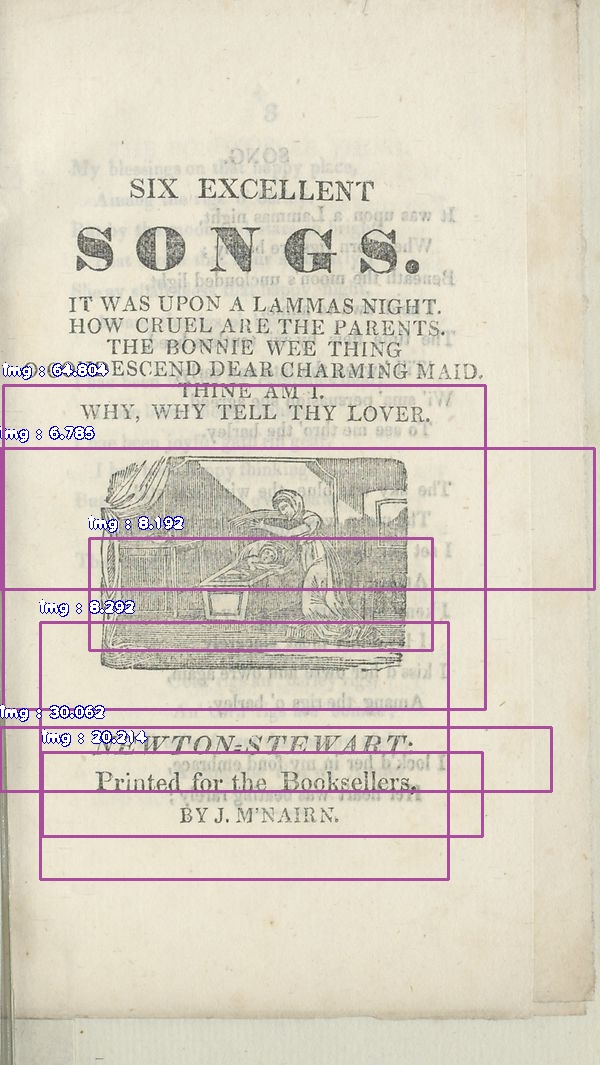 SIX EXCELLENT
SONGS.
IT WAS UPON A LAMMAS NIGHT.
HOW CRUEL ARE THE PARENTS.
THE BONNIE WEE THING
O CONDESCEND DEAR CHARMING MAID.
THINE AM I.
WHY, WHY TELL THY LOVER.
NEWTON-STEWART:
Printed for the Booksellers,
BY J. M'NAIRN.
img : 64.804
img : 6.785
img : 8.192
img : 8.292
img : 30.062
img : 20.214